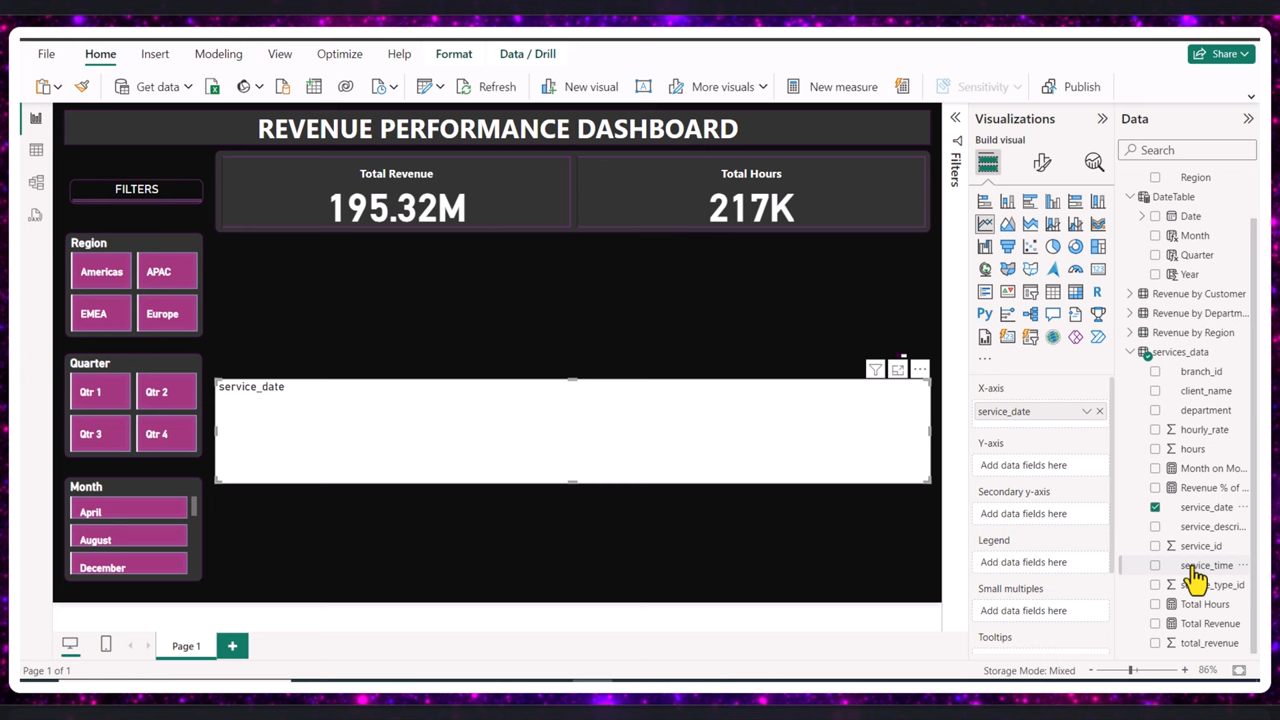 File Home Insert Modeling View Optimize Help Format Data / Drill Share
Get data Refresh New visual More visuals New measure Sensitivity Publish
REVENUE PERFORMANCE DASHBOARD
FILTERS
Total Revenue
195.32M
Total Hours
217K
Region
Americas APAC
EMEA Europe
Quarter
Qtr 1 Qtr 2
Qtr 3 Qtr 4
Month
April
August
December
service_date
Page 1
Page 1 of 1
Storage Mode: Mixed
86%
Filters
Visualizations
Build visual
123
R
Py
X-axis
service_date
Y-axis
Add data fields here
Secondary y-axis
Add data fields here
Legend
Add data fields here
Small multiples
Add data fields here
Tooltips
Data
Search
Region
DateTable
Date
Month
Quarter
Year
Revenue by Customer
Revenue by Departm...
Revenue by Region
services_data
branch_id
client_name
department
hourly_rate
hours
Month on Mo...
Revenue % of ...
service_date
service_descri...
service_id
service_time
Total Hours
Total Revenue
total_revenue